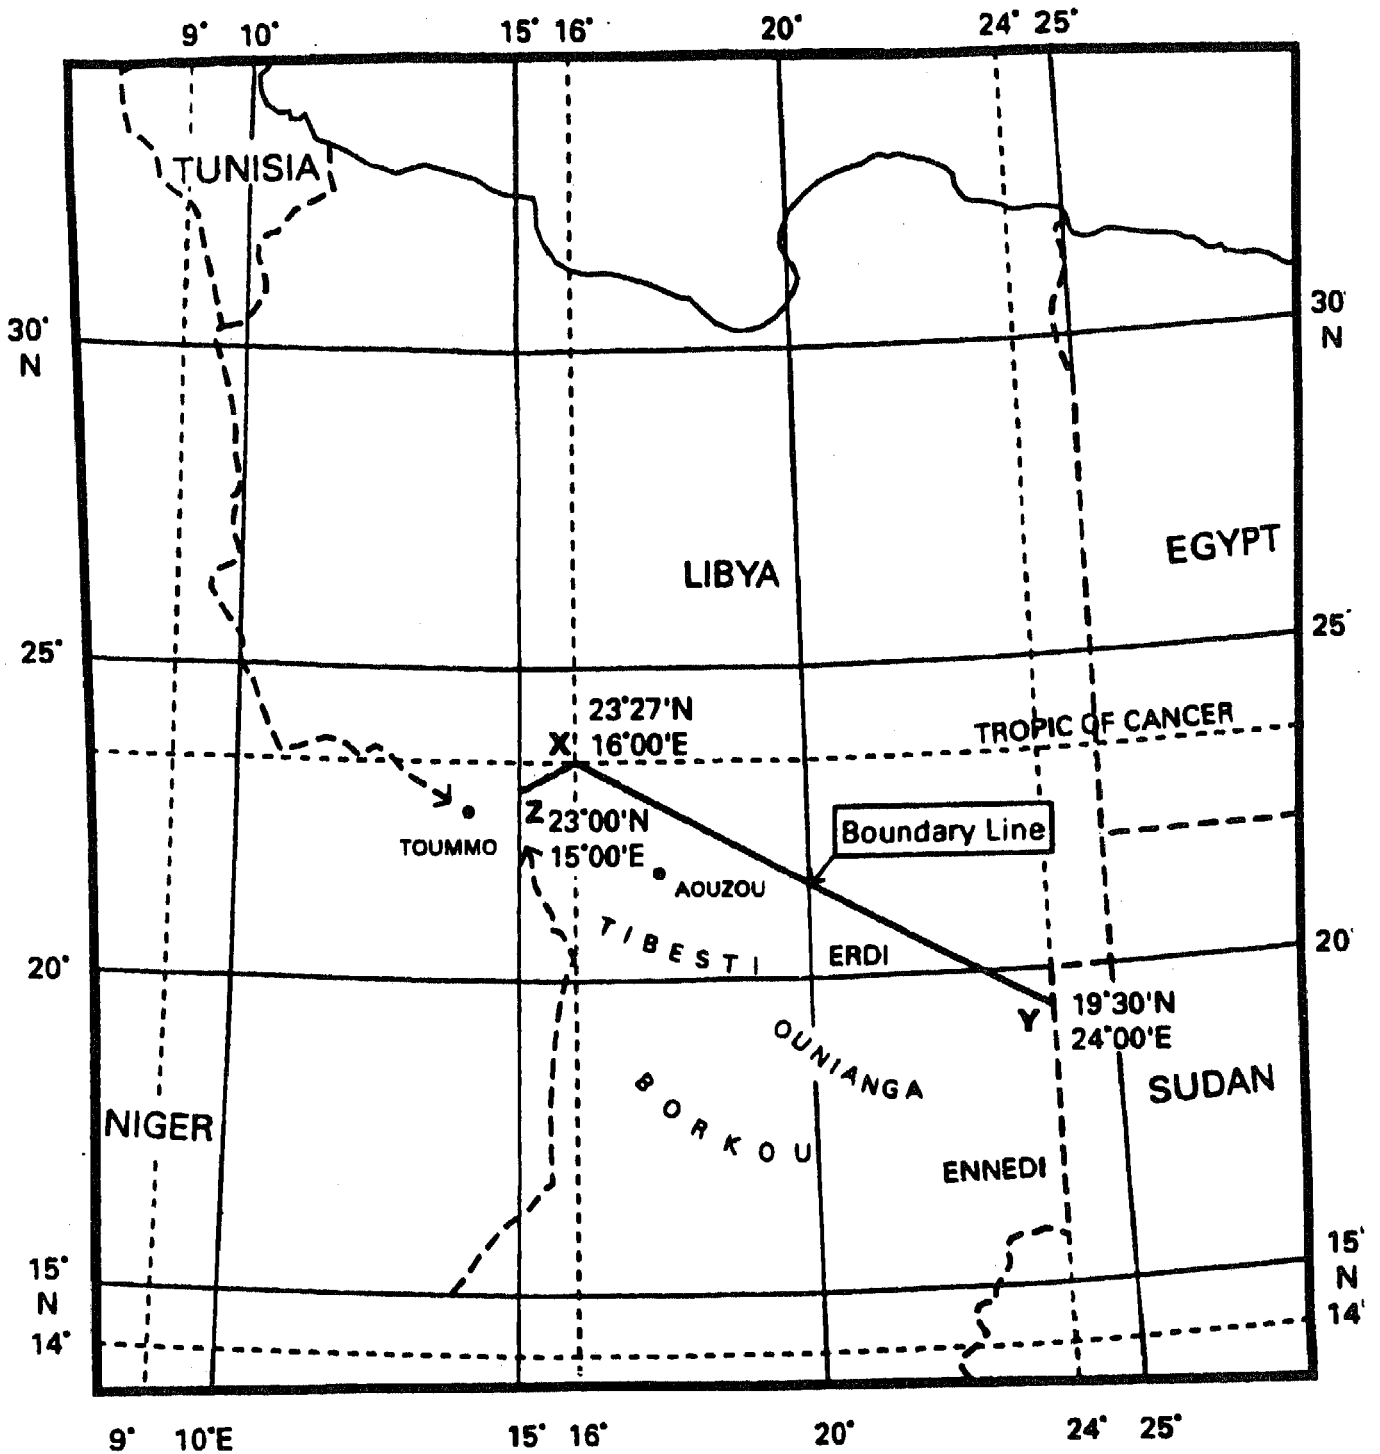 9° 10° 15° 16° 20° 24° 25°
TUNISIA
30°
N
30°
N
LIBYA
EGYPT
25°
25°
23°27'N
16°00'E
X
TROPIC OF CANCER
Z
23°00'N
15°00'E
TOUMMO
Boundary Line
AOUZOU
TIBESTI
ERDI
20°
20°
19°30'N
24°00'E
Y
OUNIANGA
BORKOU
SUDAN
NIGER
ENNEDI
15°
N
14°
15°
N
14°
9° 10°E 15° 16° 20° 24° 25°